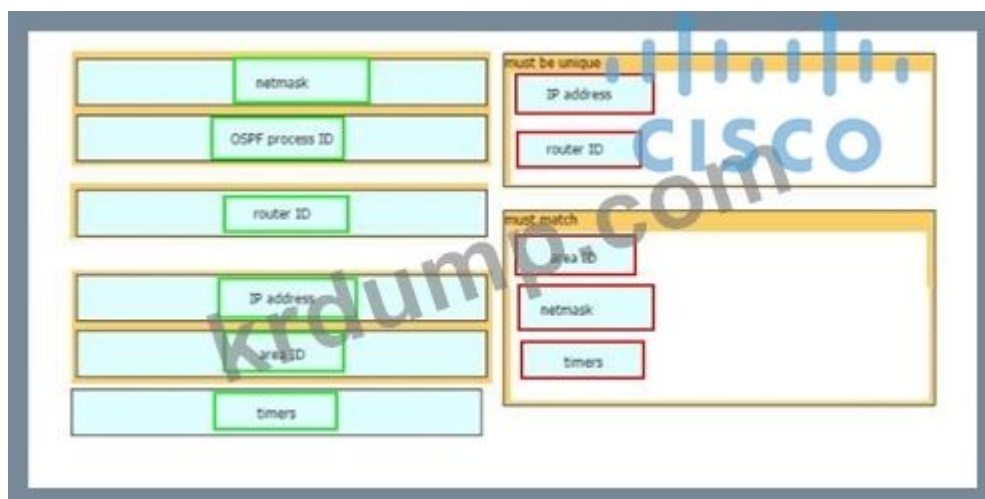 netmask
OSPF process ID
router ID
IP address
area ID
timers
must be unique
IP address
router ID
must match
area ID
netmask
timers
CISCO
krdump.com